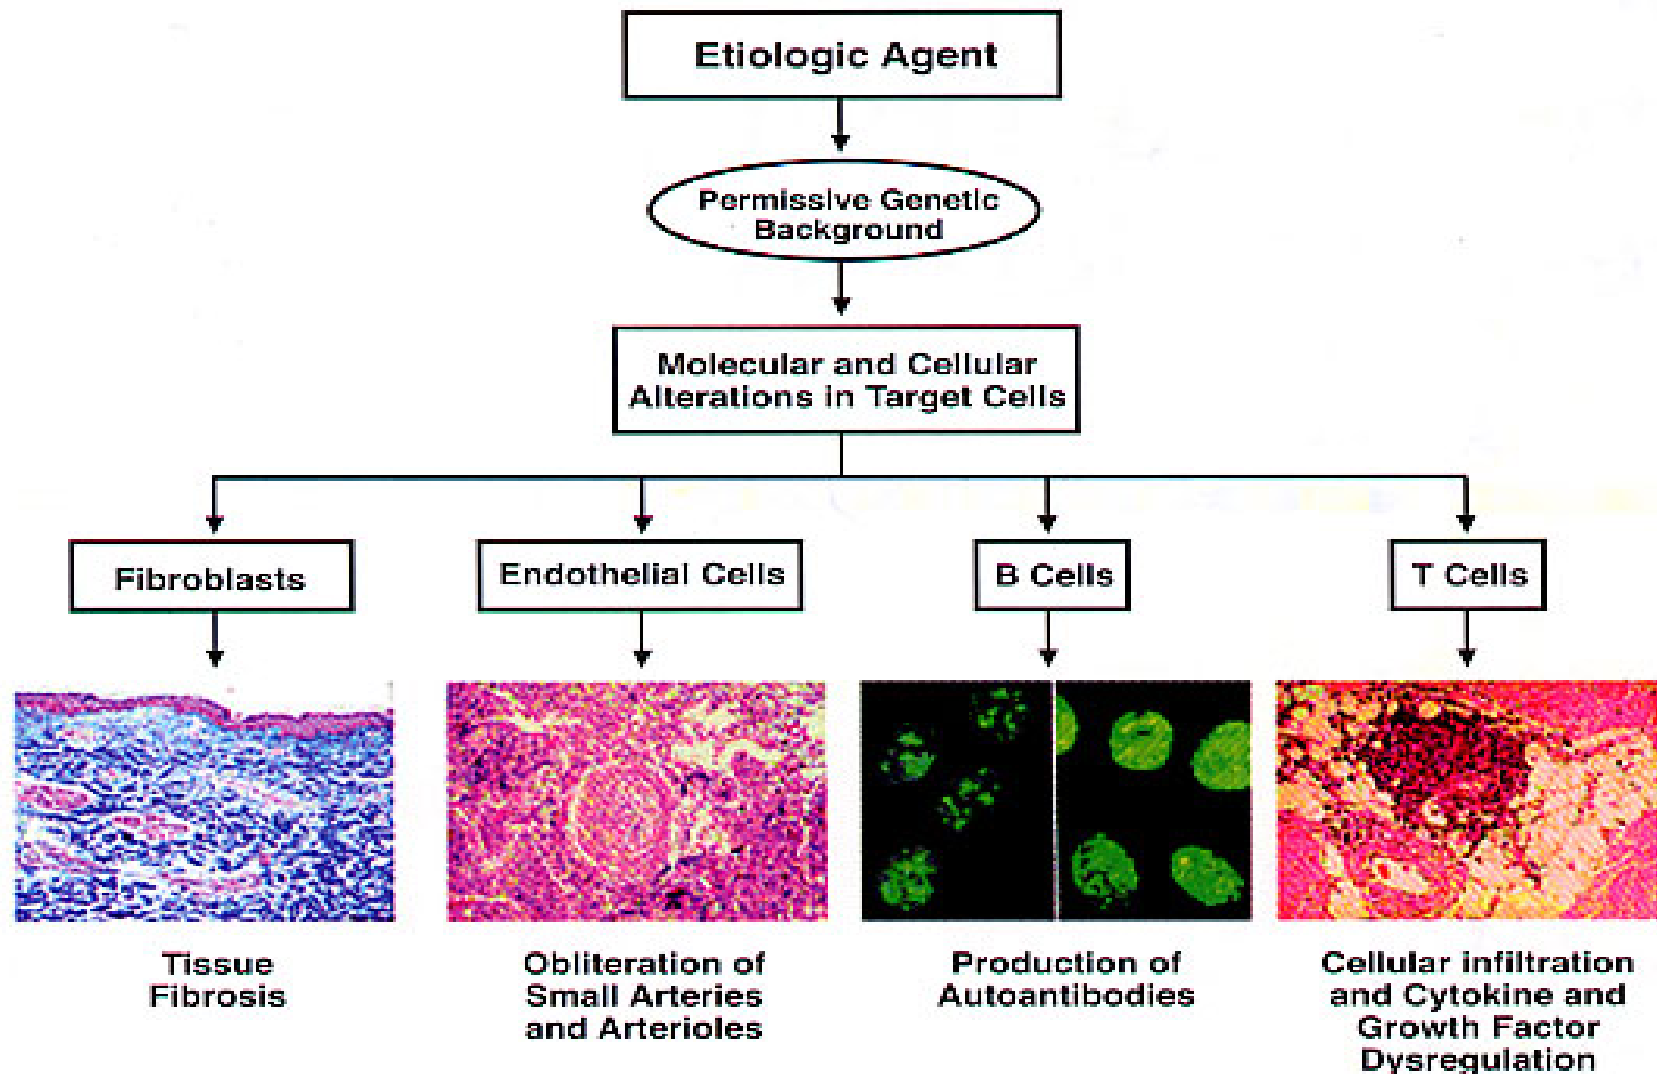 Etiologic Agent
Permissive Genetic
Background
Molecular and Cellular
Alterations in Target Cells
Fibroblasts
Endothelial Cells
B Cells
T Cells
Tissue
Fibrosis
Obliteration of
Small Arteries
and Arterioles
Production of
Autoantibodies
Cellular infiltration
and Cytokine and
Growth Factor
Dysregulation